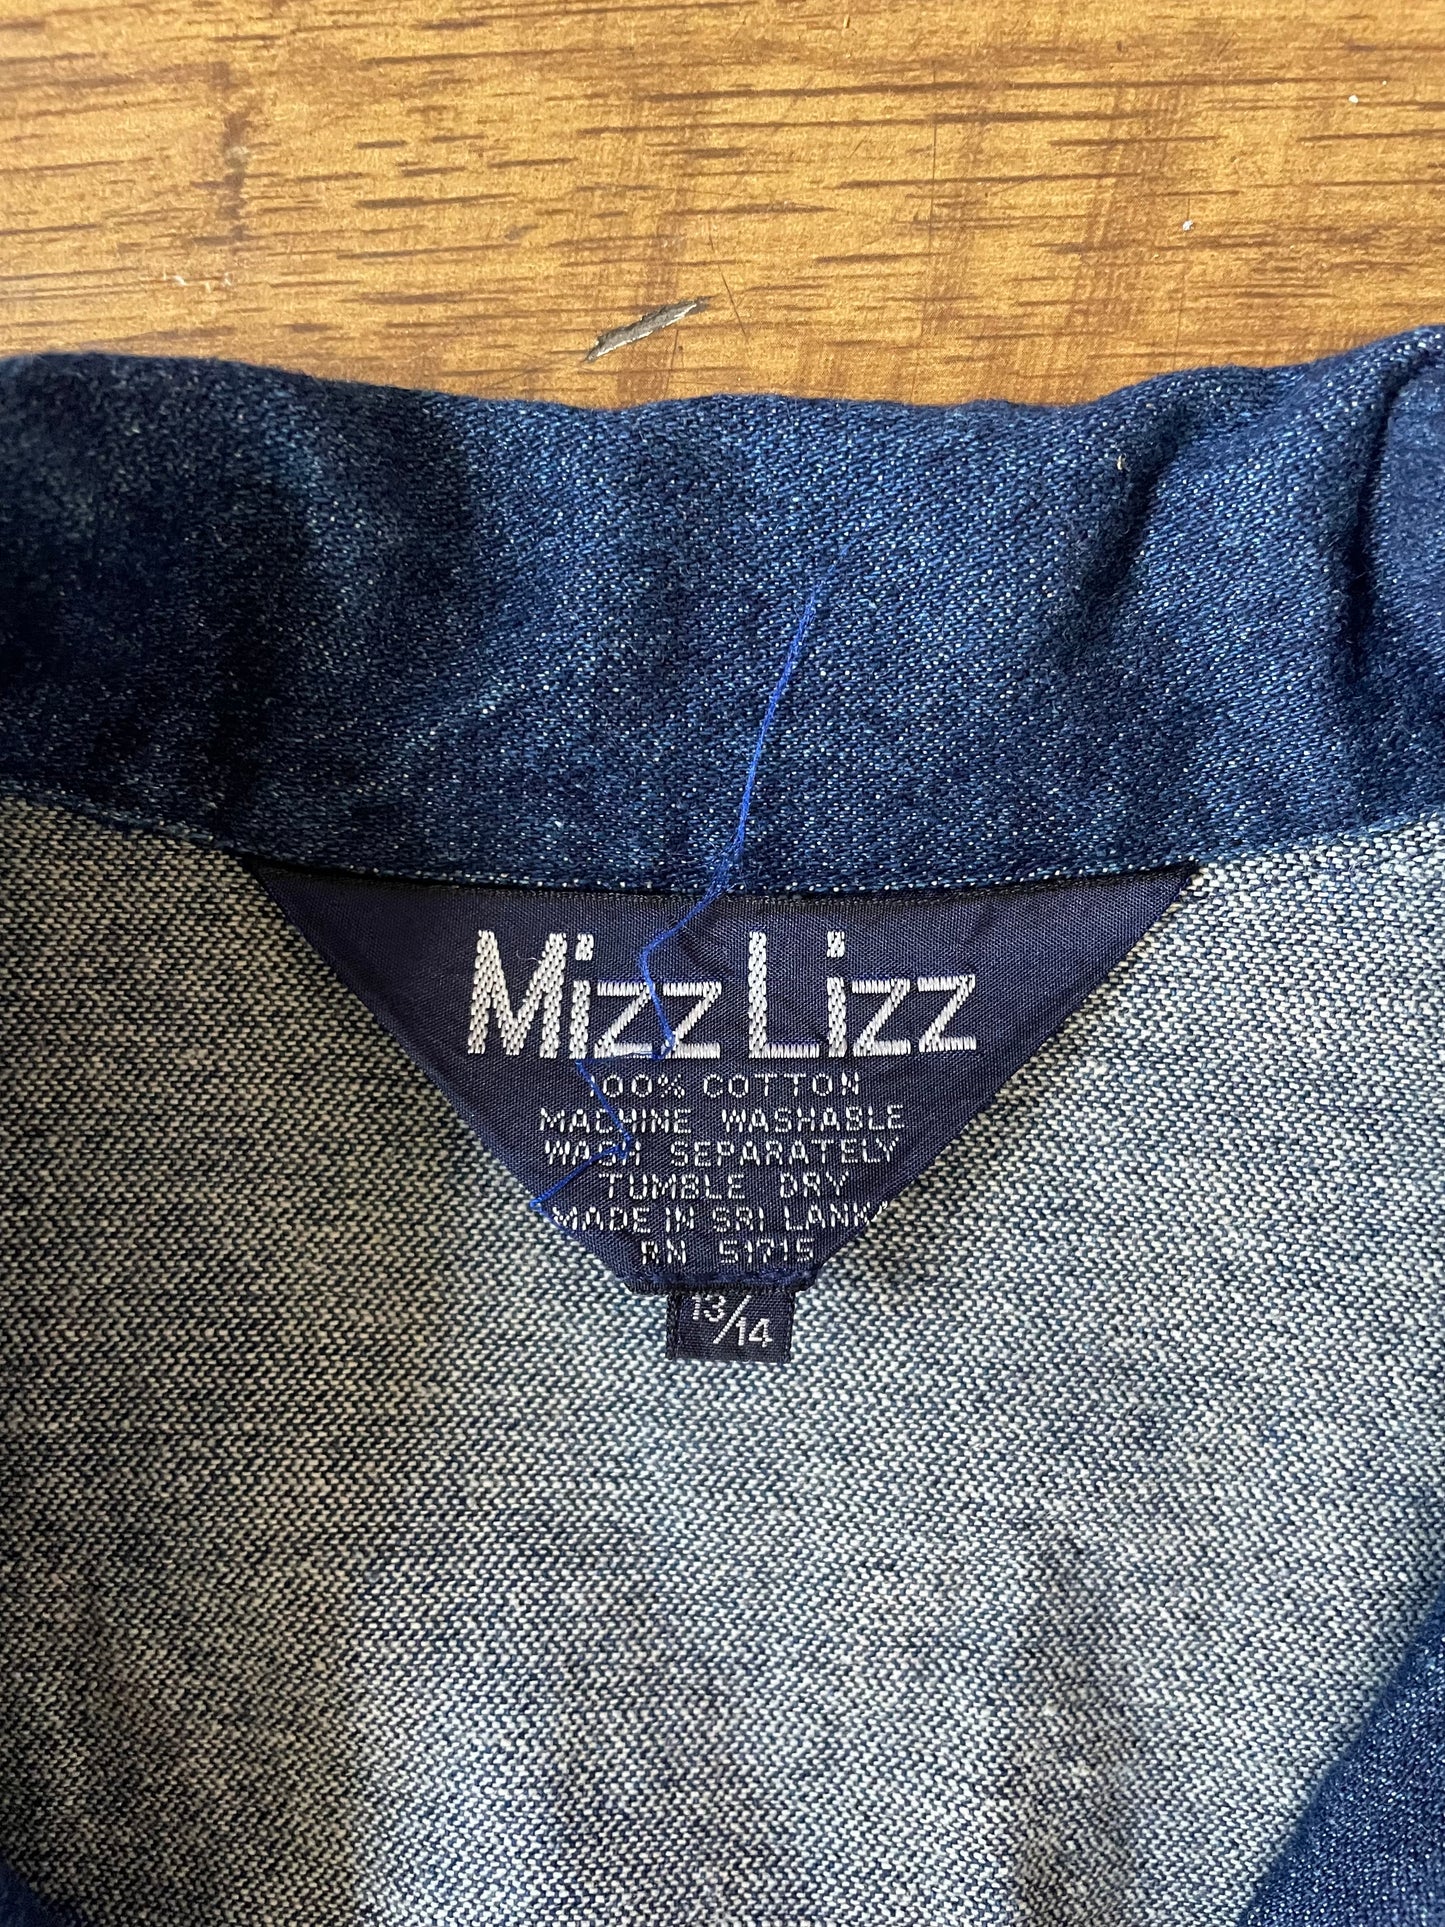 Mizz Lizz
100% COTTON
MACHINE WASHABLE
WASH SEPARATELY
TUMBLE DRY
MADE IN SRI LANKA
RN 51715
13/14